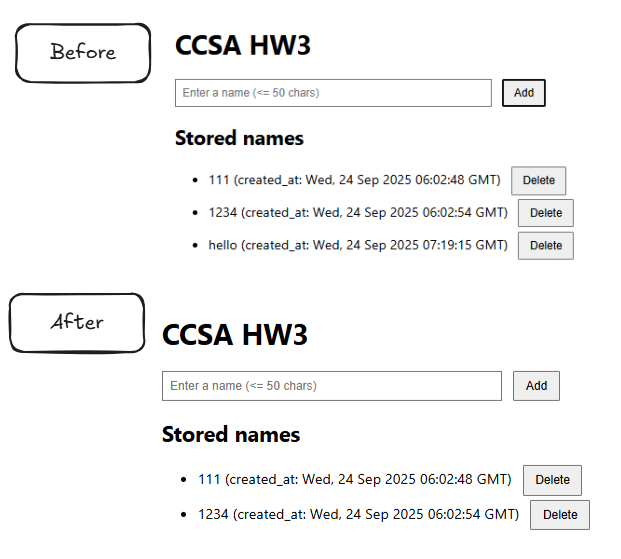 Before
CCSA HW3
Enter a name (<= 50 chars)
Add
Stored names
111 (created_at: Wed, 24 Sep 2025 06:02:48 GMT) Delete
1234 (created_at: Wed, 24 Sep 2025 06:02:54 GMT) Delete
hello (created_at: Wed, 24 Sep 2025 07:19:15 GMT) Delete
After
CCSA HW3
Enter a name (<= 50 chars)
Add
Stored names
111 (created_at: Wed, 24 Sep 2025 06:02:48 GMT) Delete
1234 (created_at: Wed, 24 Sep 2025 06:02:54 GMT) Delete